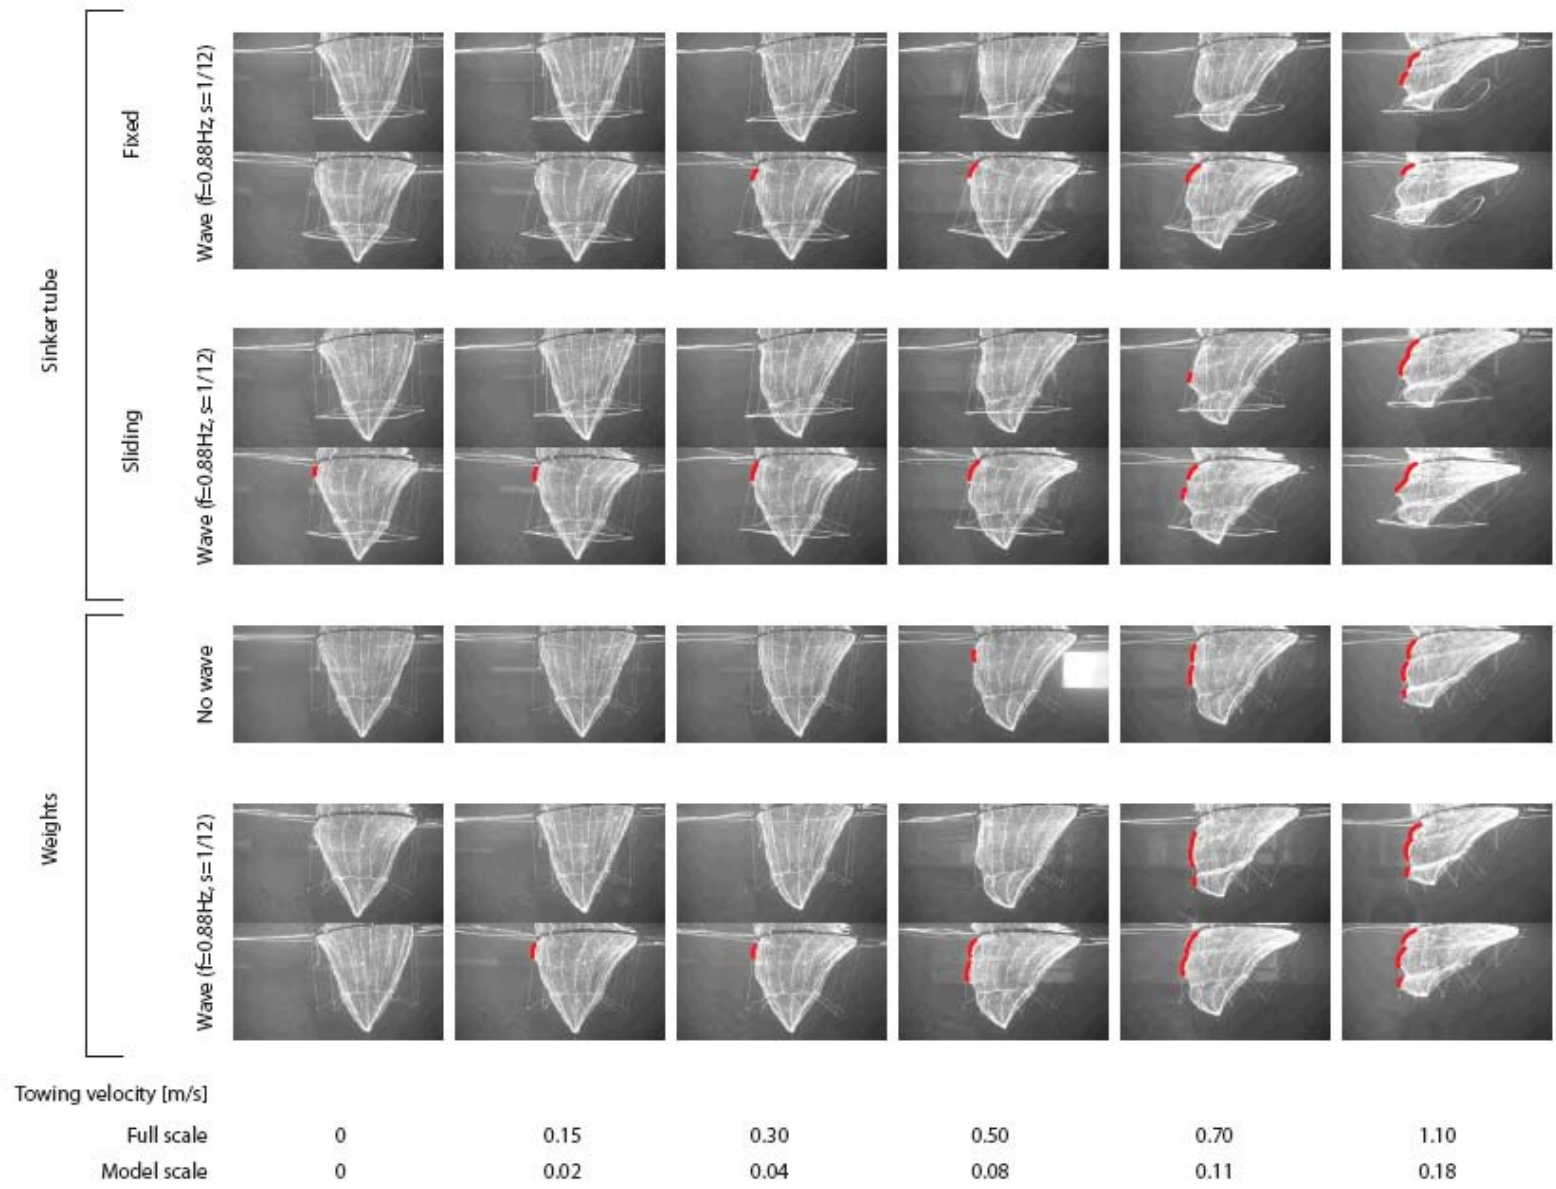 Sinker tube
Fixed
Wave (f=0.88Hz, s=1/12)
Sliding
Wave (f=0.88Hz, s=1/12)
Weights
No wave
Wave (f=0.88Hz, s=1/12)
Towing velocity [m/s]
Full scale 0 0.15 0.30 0.50 0.70 1.10
Model scale 0 0.02 0.04 0.08 0.11 0.18